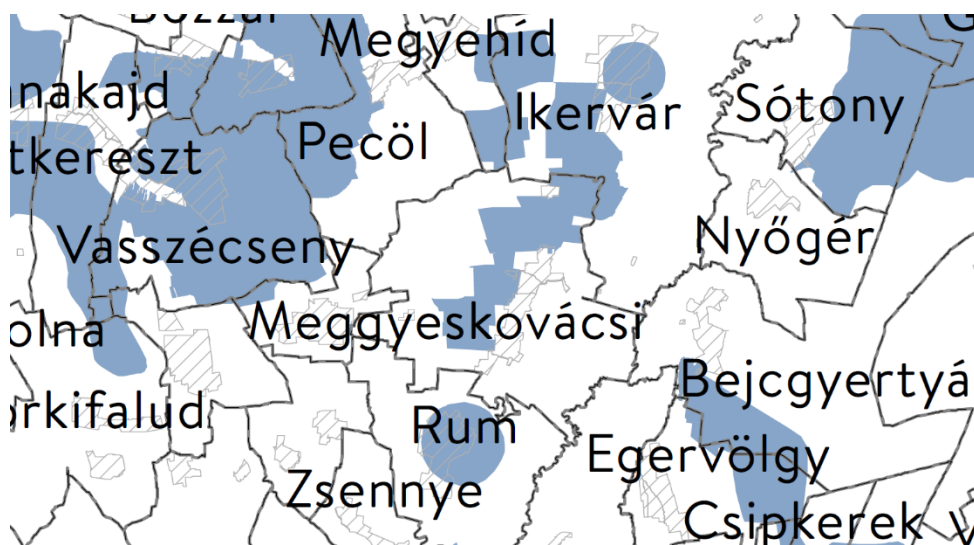 Megyehíd
nakajd
Ikervár
Sótony
Pecöl
tkereszt
Vasszécseny
Nyőgér
Meggyeskovácsi
olna
Bejcgyertyá
rkifalud
Rum
Egervölgy
Zsennye
Csipkerek